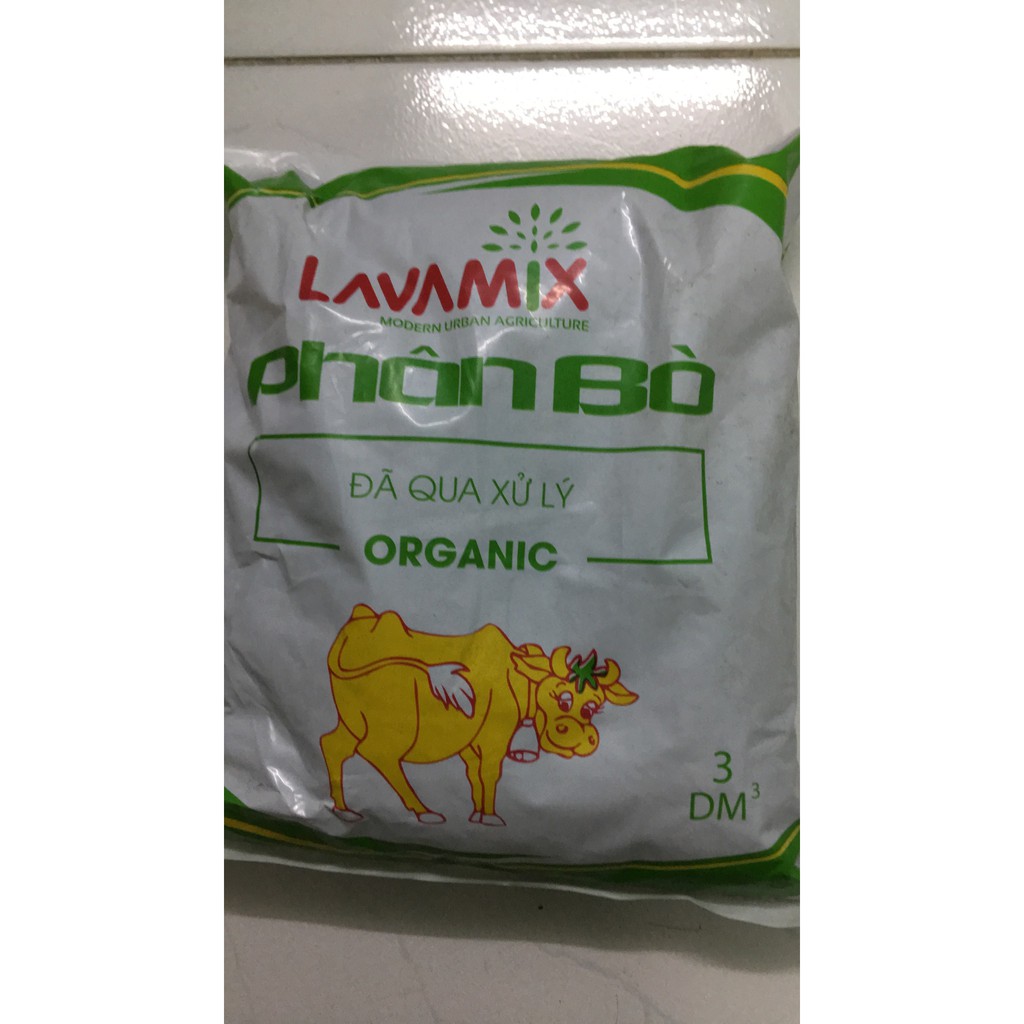 LAVAMIX
MODERN URBAN AGRICULTURE
Phân Bò
ĐÃ QUA XỬ LÝ
ORGANIC
3
DM³